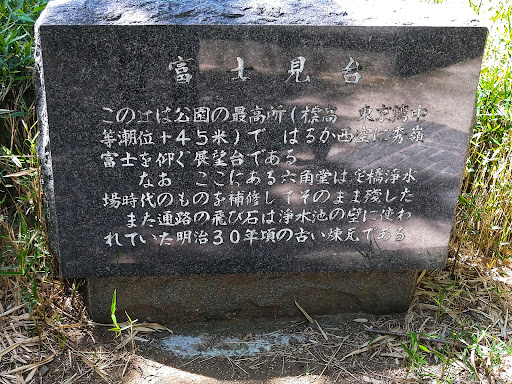 富士見台
この丘は公園の最高所(標高 東京湾中
等潮位+45米)で はるか西空に秀嶺
富士を仰ぐ展望台である
なお ここにある六角堂は淀橋浄水
場時代のものを補修してそのまま残した
また連路の飛び石は浄水池の壁に使わ
れていた明治30年頃の古い煉瓦である